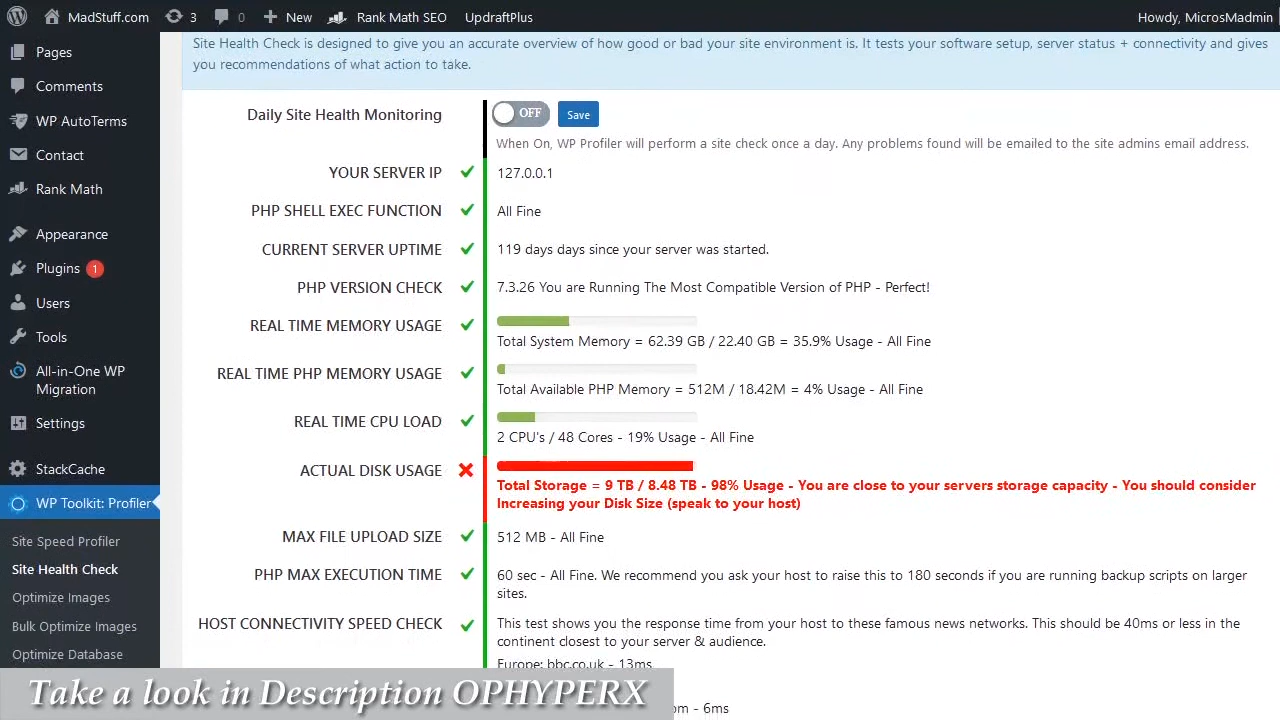 MadStuff.com 3 0 New Rank Math SEO UpdraftPlus Howdy, MicrosMadmin
Pages
Comments
WP AutoTerms
Contact
Rank Math
Appearance
Plugins 1
Users
Tools
All-in-One WP
Migration
Settings
StackCache
WP Toolkit: Profiler
Site Speed Profiler
Site Health Check
Optimize Images
Bulk Optimize Images
Optimize Database
Site Health Check is designed to give you an accurate overview of how good or bad your site environment is. It tests your software setup, server status + connectivity and gives
you recommendations of what action to take.
Daily Site Health Monitoring OFF Save
When On, WP Profiler will perform a site check once a day. Any problems found will be emailed to the site admins email address.
YOUR SERVER IP 127.0.0.1
PHP SHELL EXEC FUNCTION All Fine
CURRENT SERVER UPTIME 119 days days since your server was started.
PHP VERSION CHECK 7.3.26 You are Running The Most Compatible Version of PHP - Perfect!
REAL TIME MEMORY USAGE
Total System Memory = 62.39 GB / 22.40 GB = 35.9% Usage - All Fine
REAL TIME PHP MEMORY USAGE
Total Available PHP Memory = 512M / 18.42M = 4% Usage - All Fine
REAL TIME CPU LOAD
2 CPU's / 48 Cores - 19% Usage - All Fine
ACTUAL DISK USAGE
Total Storage = 9 TB / 8.48 TB - 98% Usage - You are close to your servers storage capacity - You should consider
Increasing your Disk Size (speak to your host)
MAX FILE UPLOAD SIZE 512 MB - All Fine
PHP MAX EXECUTION TIME 60 sec - All Fine. We recommend you ask your host to raise this to 180 seconds if you are running backup scripts on larger
sites.
HOST CONNECTIVITY SPEED CHECK This test shows you the response time from your host to these famous news networks. This should be 40ms or less in the
continent closest to your server & audience.
Europe: bbc.co.uk - 13ms
om - 6ms
Take a look in Description OPHYPERX